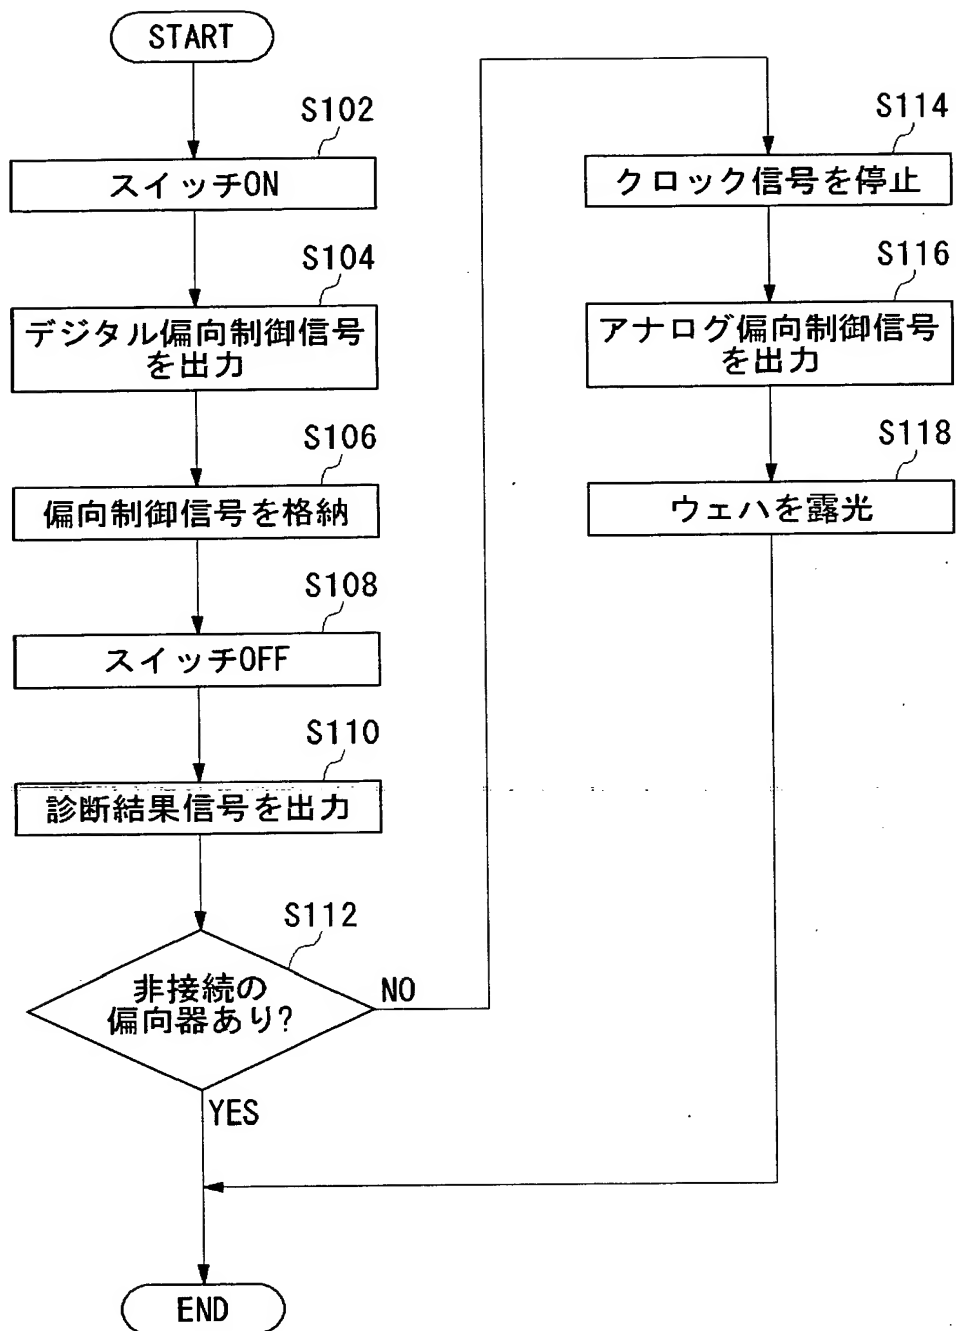 START
S102
スイッチON
S104
デジタル偏向制御信号
を出力
S106
偏向制御信号を格納
S108
スイッチOFF
S110
診断結果信号を出力
S112
非接続の
偏向器あり?
NO
YES
S114
クロック信号を停止
S116
アナログ偏向制御信号
を出力
S118
ウェハを露光
END